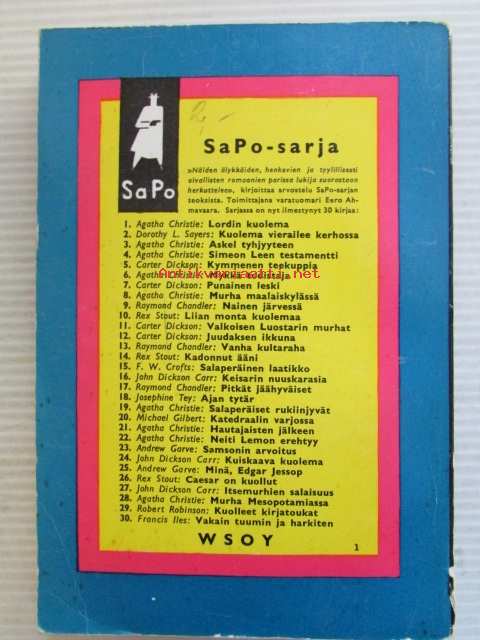 2,-
SaPo-sarja
SaPo
»Näiden älykkäiden, henkevien ja tyylillisesti
oivallisten romaanien parissa lukija suorastaan
herkuttelee», kirjoittaa arvostelu SaPo-sarjan
teoksista. Toimittajana varatuomari Eero Ah-
mavaara. Sarjassa on nyt ilmestynyt 30 kirjaa:
1. Agatha Christie: Lordin kuolema
2. Dorothy L. Sayers: Kuolema vierailee kerhossa
3. Agatha Christie: Askel tyhjyyteen
4. Agatha Christie: Simeon Leen testamentti
5. Carter Dickson: Kymmenen teekuppia
6. Agatha Christie: Mykkä todistaja
Antikvariaatti.net
7. Carter Dickson: Punainen leski
8. Agatha Christie: Murha maalaiskylässä
9. Raymond Chandler: Nainen järvessä
10. Rex Stout: Liian monta kuolemaa
11. Carter Dickson: Valkoisen Luostarin murhat
12. Carter Dickson: Juudaksen ikkuna
13. Raymond Chandler: Vanha kultaraha
14. Rex Stout: Kadonnut ääni
15. F. W. Crofts: Salaperäinen laatikko
16. John Dickson Carr: Keisarin nuuskarasia
17. Raymond Chandler: Pitkät jäähyväiset
18. Josephine Tey: Ajan tytär
19. Agatha Christie: Salaperäiset rukiinjyvät
20. Michael Gilbert: Katedraalin varjossa
21. Agatha Christie: Hautajaisten jälkeen
22. Agatha Christie: Neiti Lemon erehtyy
23. Andrew Garve: Samsonin arvoitus
24. John Dickson Carr: Kuiskaava kuolema
25. Andrew Garve: Minä, Edgar Jessop
26. Rex Stout: Caesar on kuollut
27. John Dickson Carr: Itsemurhien salaisuus
28. Agatha Christie: Murha Mesopotamiassa
29. Robert Robinson: Kuolleet kirjatoukat
30. Francis Iles: Vakain tuumin ja harkiten
WSOY
1